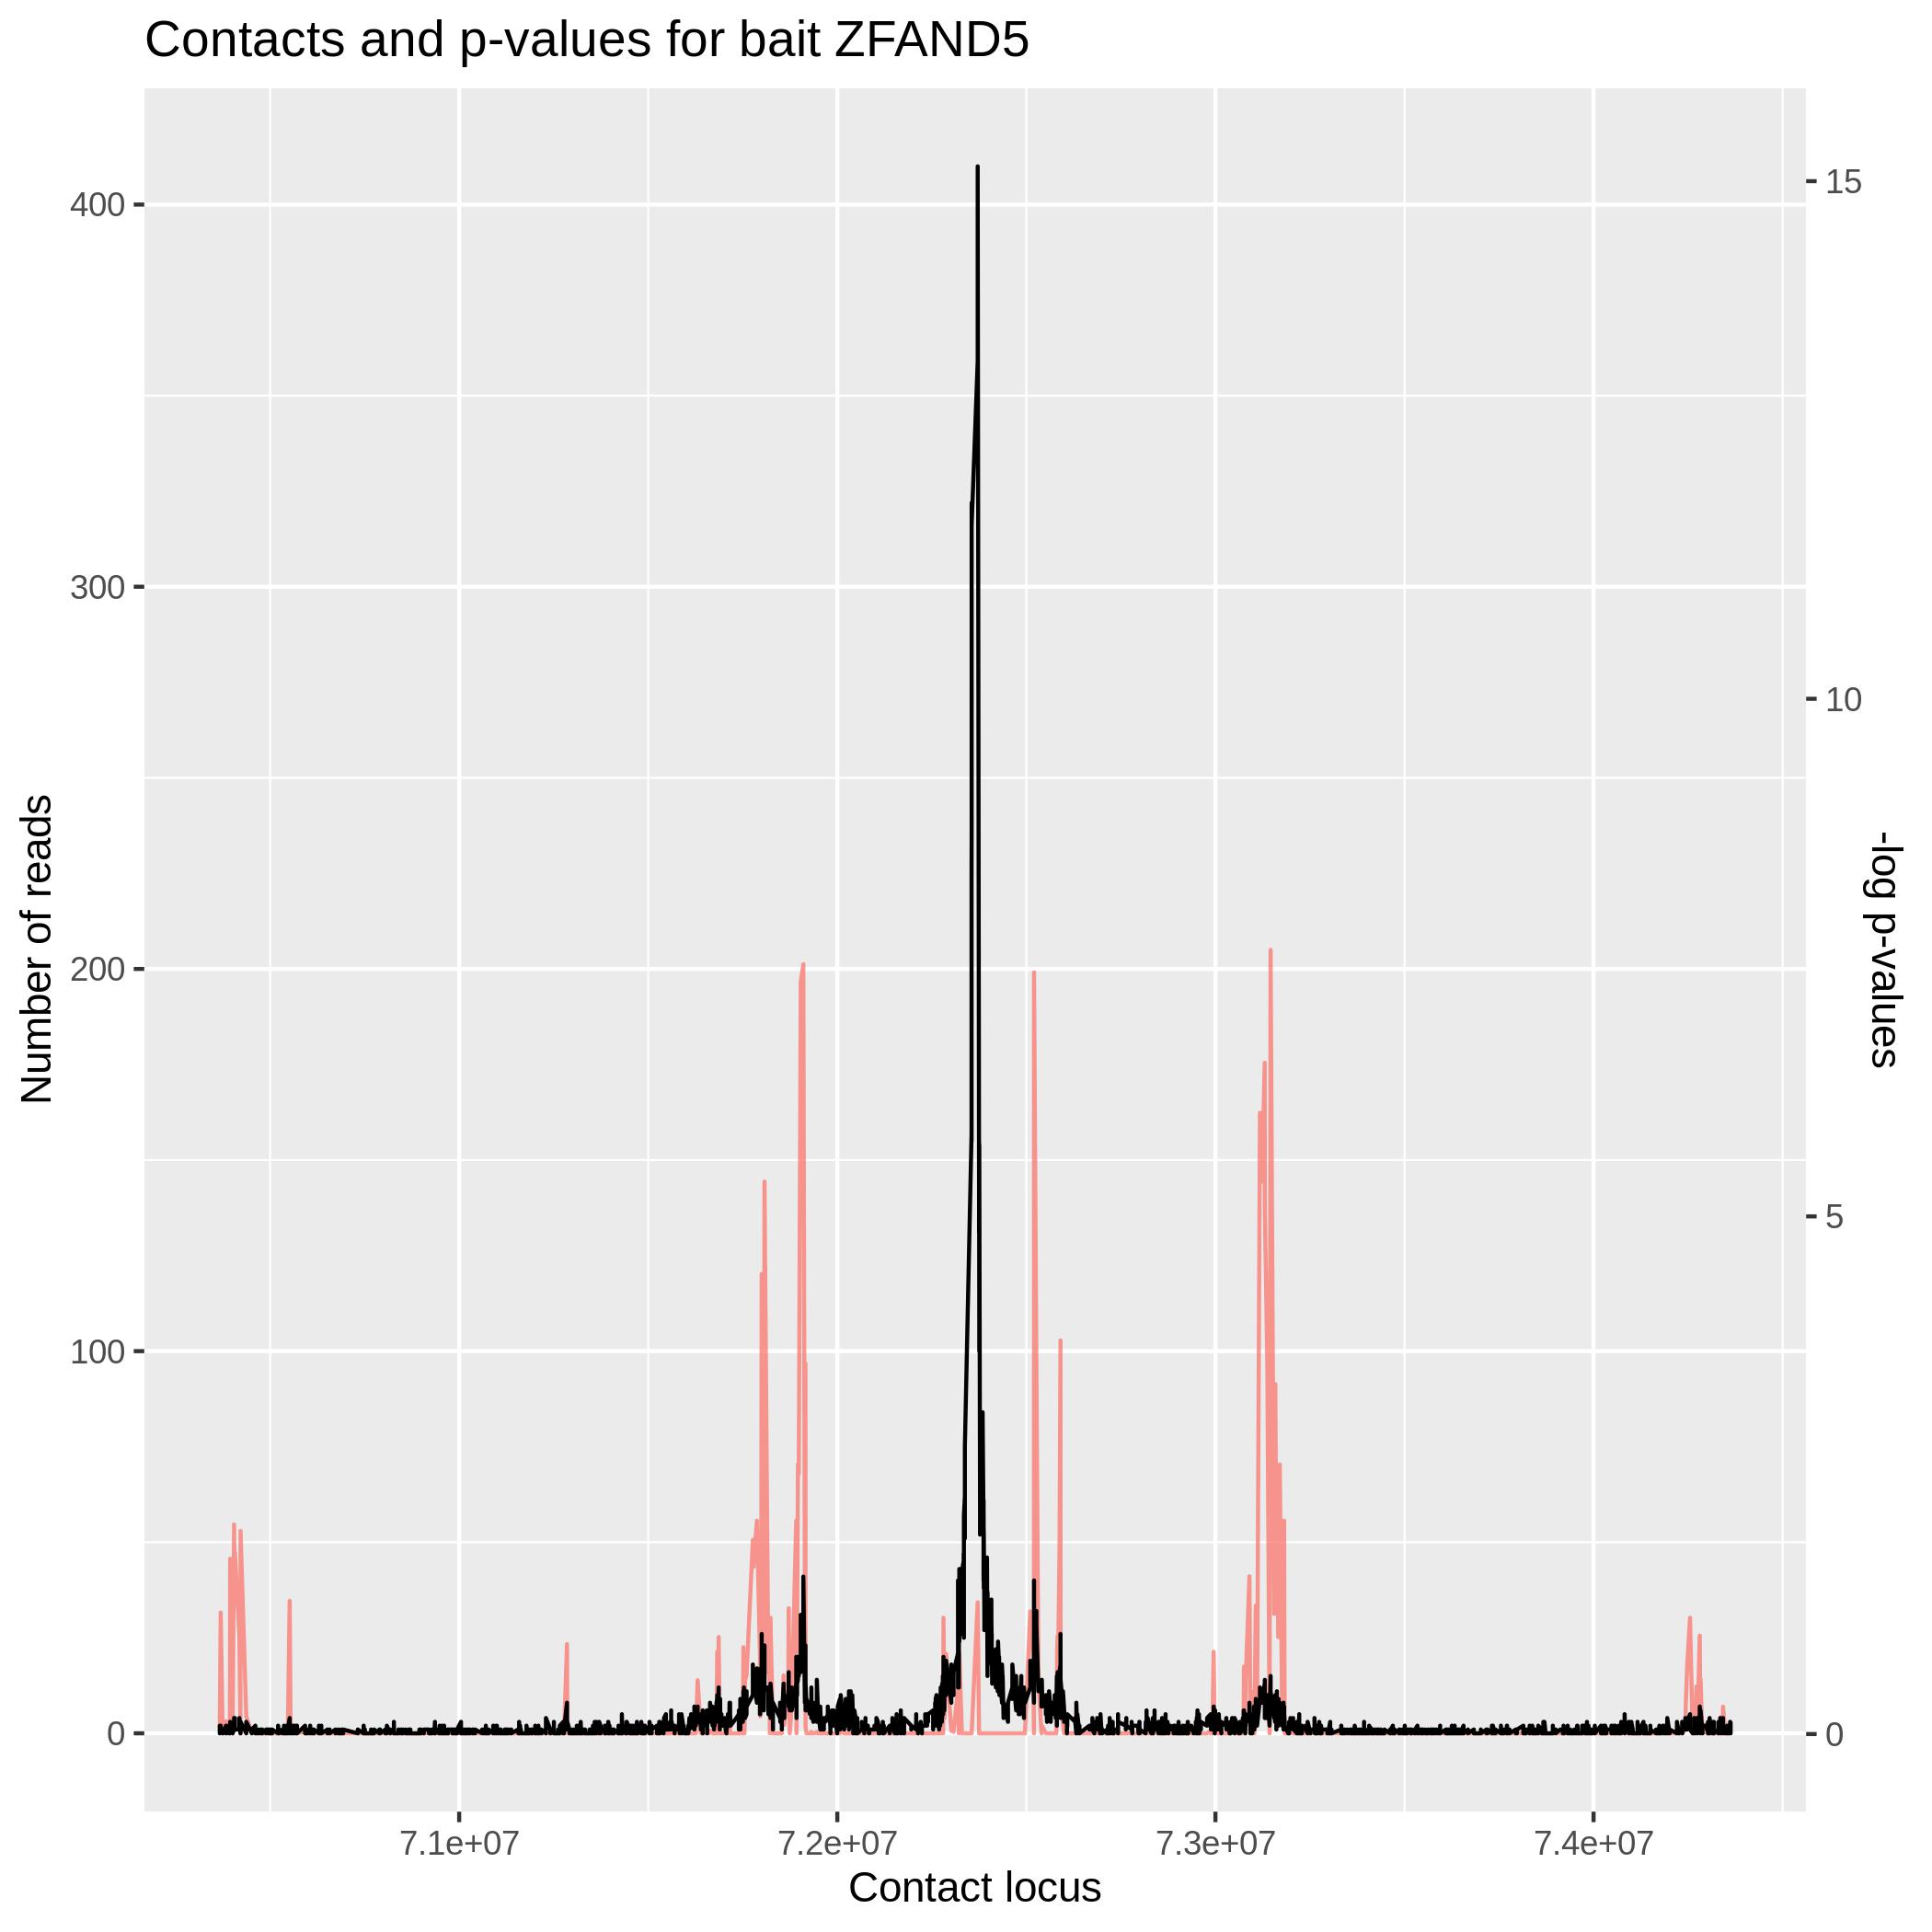 Contacts and p-values for bait ZFAND5
400
300
200
100
0
Number of reads
15
10
5
0
-log p-values
7.1e+07
7.2e+07
7.3e+07
7.4e+07
Contact locus